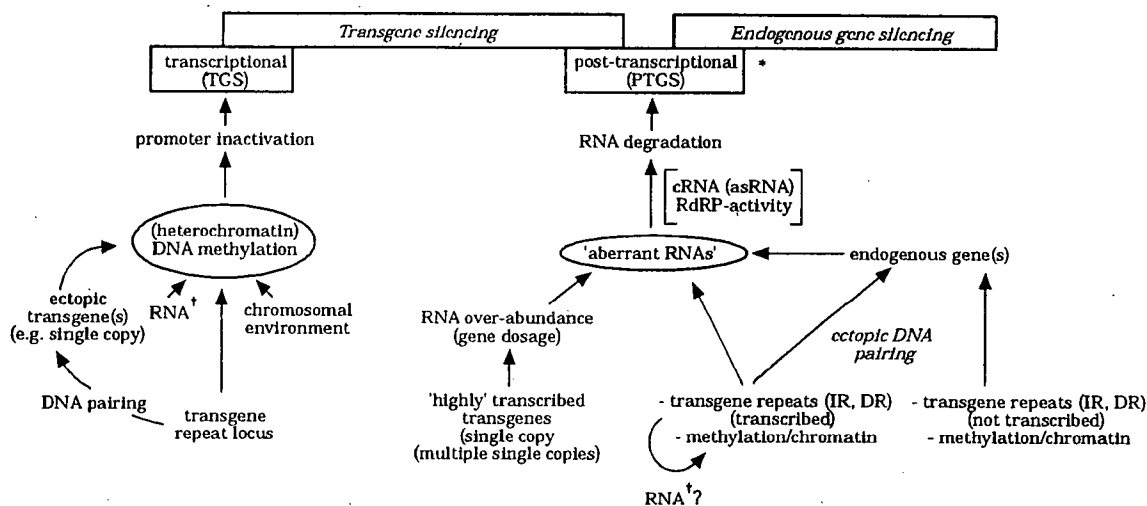 Transgene silencing
Endogenous gene silencing
transcriptional
(TGS)
post-transcriptional
(PTGS)
*
promoter inactivation
RNA degradation
cRNA (asRNA)
RdRP-activity
(heterochromatin)
DNA methylation
'aberrant RNAs'
endogenous gene(s)
ectopic
transgene(s)
(e.g. single copy)
RNA†
chromosomal
environment
RNA over-abundance
(gene dosage)
ectopic DNA
pairing
DNA pairing
transgene
repeat locus
'highly' transcribed
transgenes
(single copy
(multiple single copies)
- transgene repeats (IR, DR)
(transcribed)
- methylation/chromatin
- transgene repeats (IR, DR)
(not transcribed)
- methylation/chromatin
RNA†?